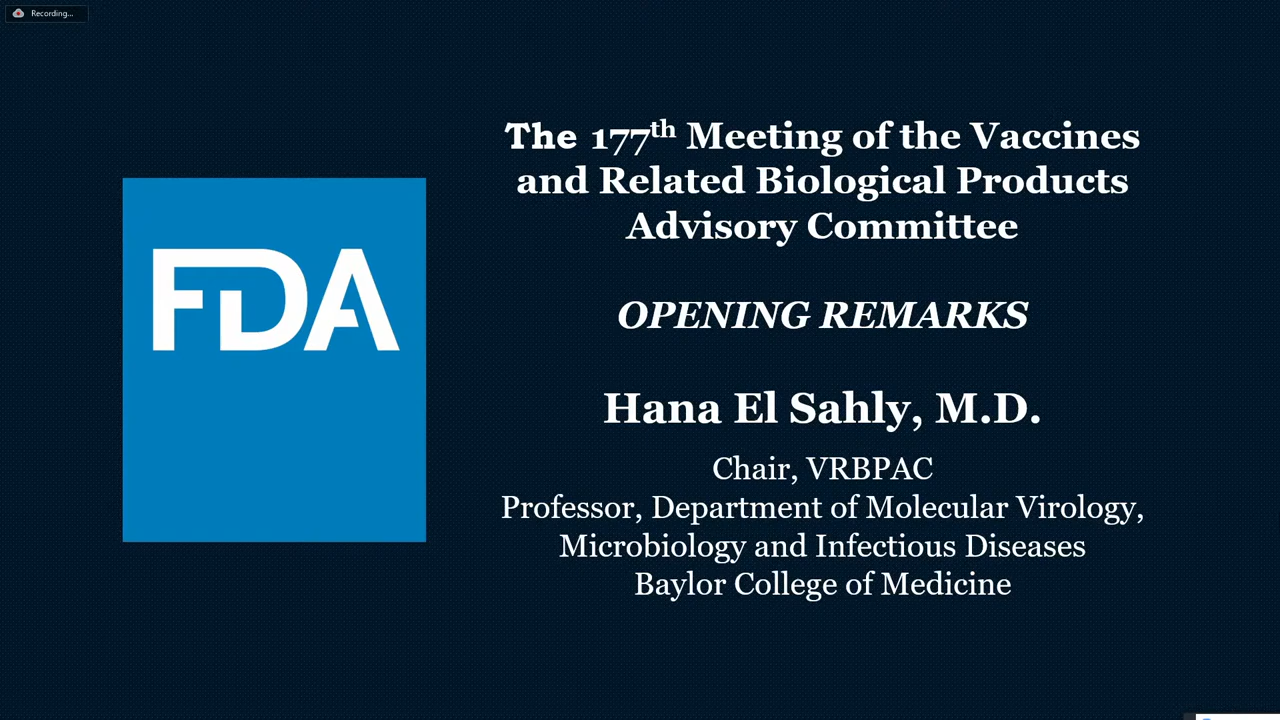 Recording...
The 177th Meeting of the Vaccines
and Related Biological Products
Advisory Committee
FDA
OPENING REMARKS
Hana El Sahly, M.D.
Chair, VRBPAC
Professor, Department of Molecular Virology,
Microbiology and Infectious Diseases
Baylor College of Medicine